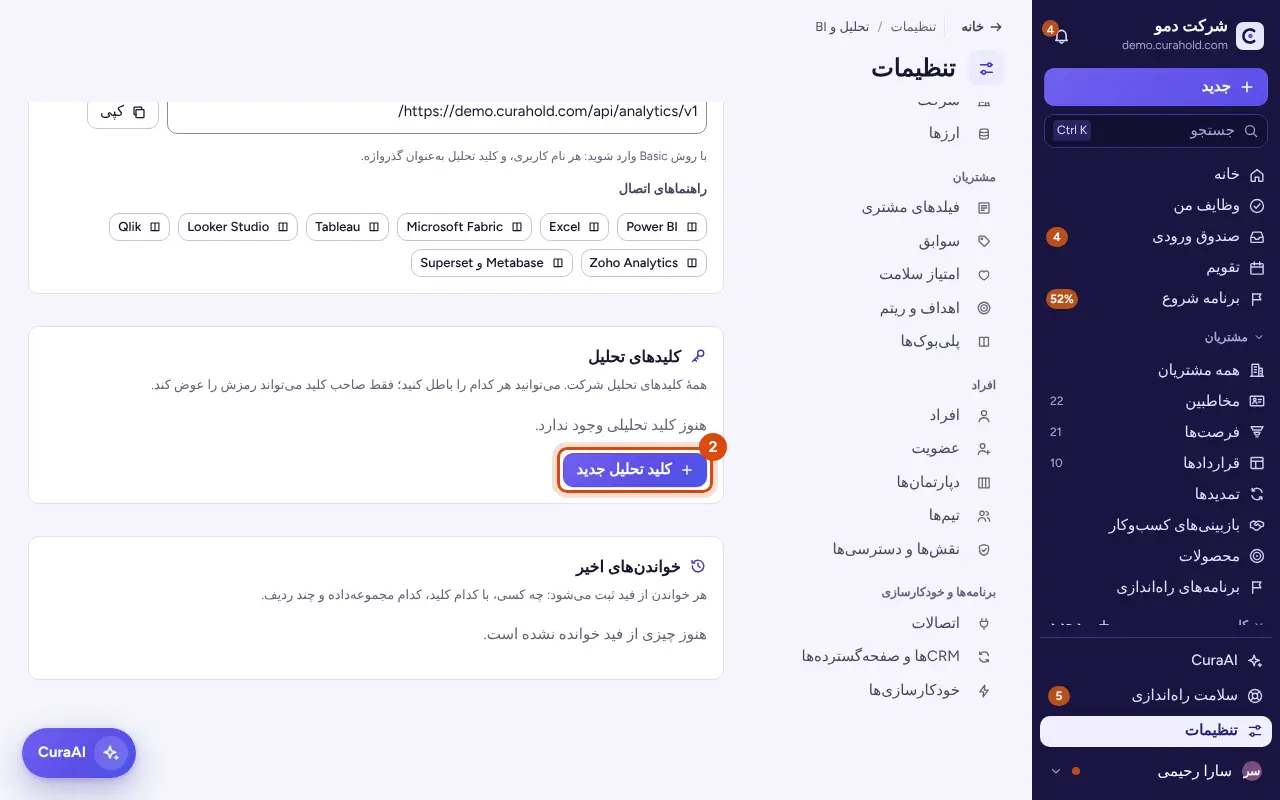 شرکت دمو
demo.curahold.com
4
جدید
جستجو
Ctrl K
خانه
وظایف من
صندوق ورودی
4
تقویم
برنامه شروع
52%
مشتریان
همه مشتریان
مخاطبین
22
فرصت‌ها
21
قراردادها
10
تمدیدها
بازبینی‌های کسب‌وکار
محصولات
برنامه‌های راه‌اندازی
CuraAI
سلامت راه‌اندازی
5
تنظیمات
سارا رحیمی
سر
خانه
تنظیمات / تحلیل و BI
تنظیمات
شرکت
ارزها
مشتریان
فیلدهای مشتری
سوابق
امتیاز سلامت
اهداف و ریتم
پلی‌بوک‌ها
افراد
افراد
عضویت
دپارتمان‌ها
تیم‌ها
نقش‌ها و دسترسی‌ها
برنامه‌ها و خودکارسازی
اتصالات
CRMها و صفحه‌گسترده‌ها
خودکارسازی‌ها
https://demo.curahold.com/api/analytics/v1/
کپی
با روش Basic وارد شوید: هر نام کاربری، و کلید تحلیل به‌عنوان گذرواژه.
راهنماهای اتصال
Power BI
Excel
Microsoft Fabric
Tableau
Looker Studio
Qlik
Zoho Analytics
Metabase و Superset
کلیدهای تحلیل
همهٔ کلیدهای تحلیل شرکت. می‌توانید هر کدام را باطل کنید؛ فقط صاحب کلید می‌تواند رمزش را عوض کند.
هنوز کلید تحلیلی وجود ندارد.
2
کلید تحلیل جدید
خواندن‌های اخیر
هر خواندن از فید ثبت می‌شود: چه کسی، با کدام کلید، کدام مجموعه‌داده و چند ردیف.
هنوز چیزی از فید خوانده نشده است.
CuraAI